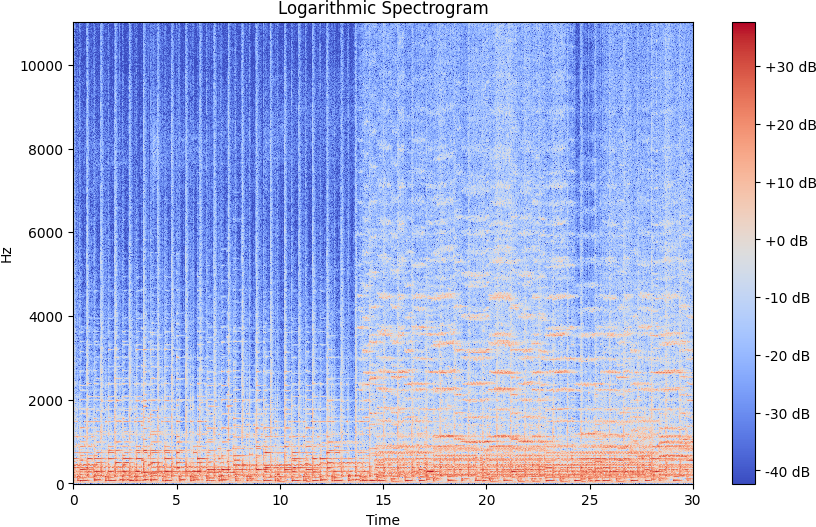 Logarithmic Spectrogram
Hz
10000
8000
6000
4000
2000
0
0 5 10 15 20 25 30
Time
+30 dB
+20 dB
+10 dB
+0 dB
-10 dB
-20 dB
-30 dB
-40 dB